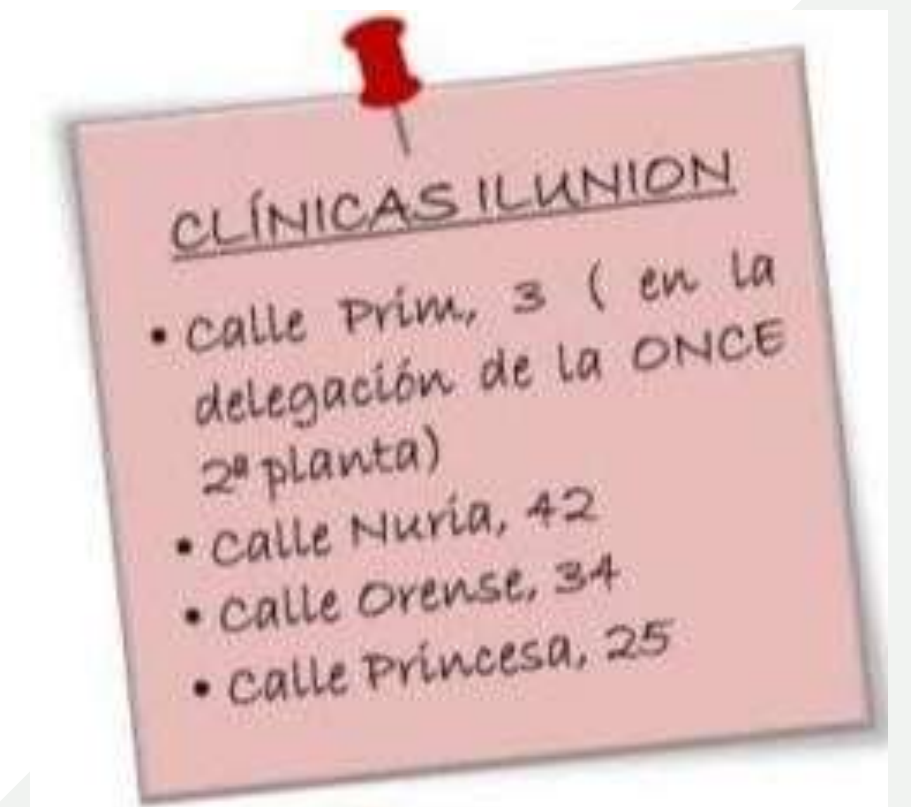 CLÍNICAS ILUNION
• Calle Prim, 3 ( en la
delegación de la ONCE
2ª planta)
• Calle Nuria, 42
• Calle Orense, 34
• Calle Princesa, 25